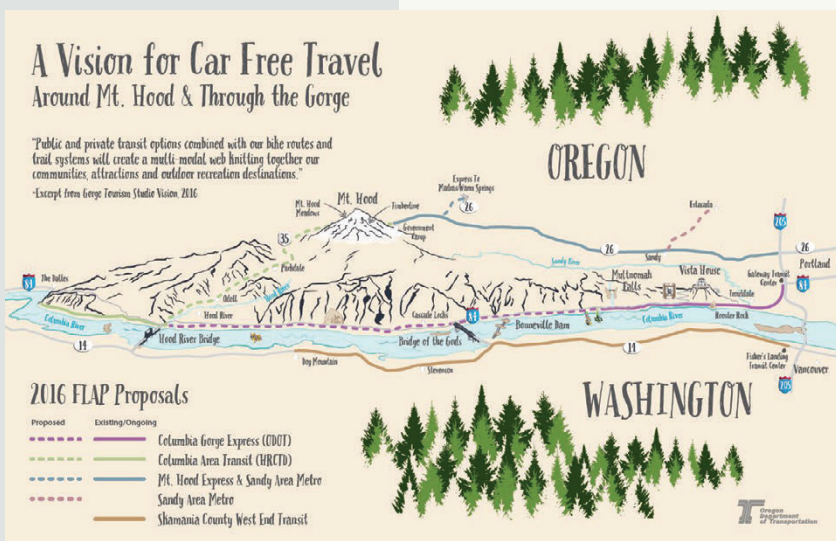 A Vision for Car Free Travel
Around Mt. Hood & Through the Gorge
"Public and private transit options combined with our bike routes and
trail systems will create a multi-modal web knitting together our
communities, attractions and outdoor recreation destinations."
-Excerpt from Gorge Tourism Studio Vision, 2016
OREGON
Express To
Madras/Warm Springs
26
Mt. Hood
Mt. Hood
Meadows
Timberline
Government
Camp
35
Parkdale
Estacada
205
26
Sandy
26
Portland
Sandy River
84
The Dalles
Odell
Hood River
Multnomah
Falls
Vista House
Gateway Transit
Center
84
Troutdale
Columbia River
Hood River
Cascade Locks
84
Bonneville Dam
Columbia River
Rooster Rock
14
Hood River Bridge
Bridge of the Gods
14
Dog Mountain
Stevenson
Fisher's Landing
Transit Center
Vancouver
205
WASHINGTON
2016 FLAP Proposals
Proposed
Existing/Ongoing
Columbia Gorge Express (ODOT)
Columbia Area Transit (HRCTD)
Mt. Hood Express & Sandy Area Metro
Sandy Area Metro
Skamania County West End Transit
Oregon
Department
of Transportation